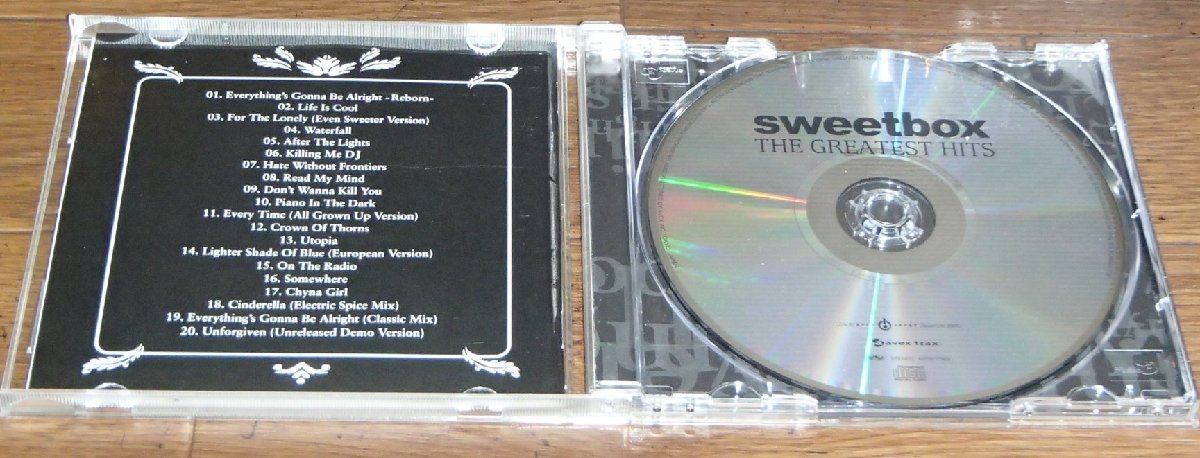 01. Everything's Gonna Be Alright -Reborn-
02. Life Is Cool
03. For The Lonely (Even Sweeter Version)
04. Waterfall
05. After The Lights
06. Killing Me DJ
07. Hate Without Frontiers
08. Read My Mind
09. Don't Wanna Kill You
10. Piano In The Dark
11. Every Time (All Grown Up Version)
12. Crown Of Thorns
13. Utopia
14. Lighter Shade Of Blue (European Version)
15. On The Radio
16. Somewhere
17. Chyna Girl
18. Cinderella (Electric Spice Mix)
19. Everything's Gonna Be Alright (Classic Mix)
20. Unforgiven (Unreleased Demo Version)
sweetbox
THE GREATEST HITS
avex trax